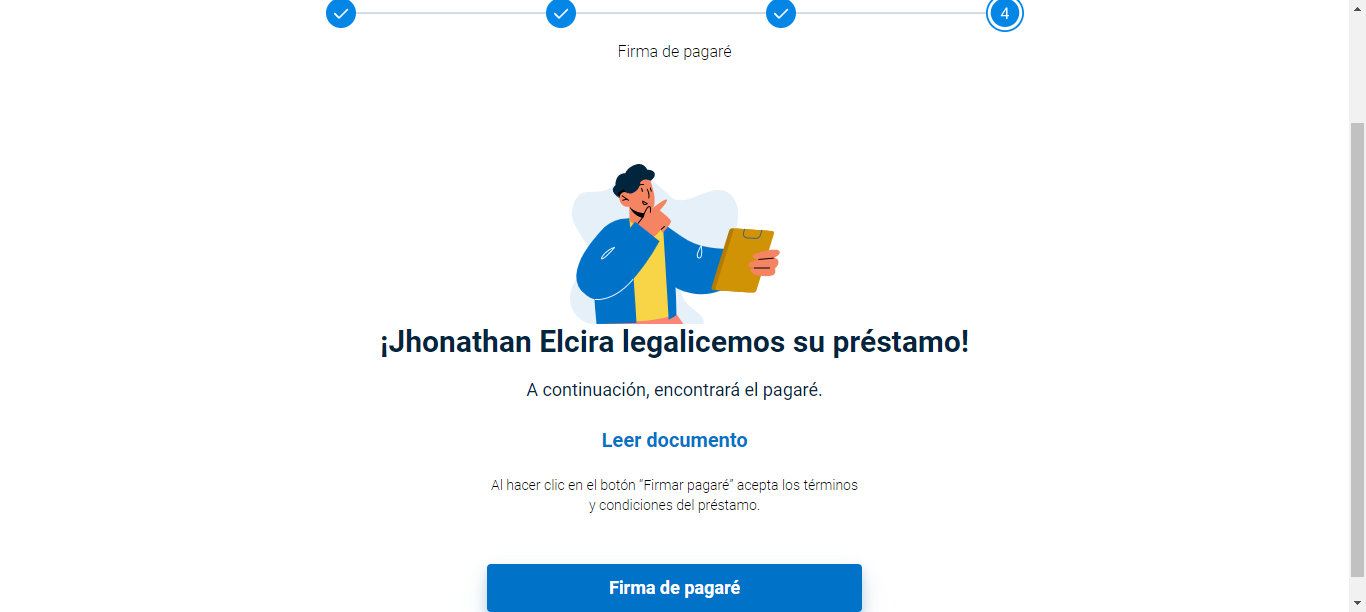 4
Firma de pagaré
¡Jhonathan Elcira legalicemos su préstamo!
A continuación, encontrará el pagaré.
Leer documento
Al hacer clic en el botón “Firmar pagaré” acepta los términos
y condiciones del préstamo.
Firma de pagaré